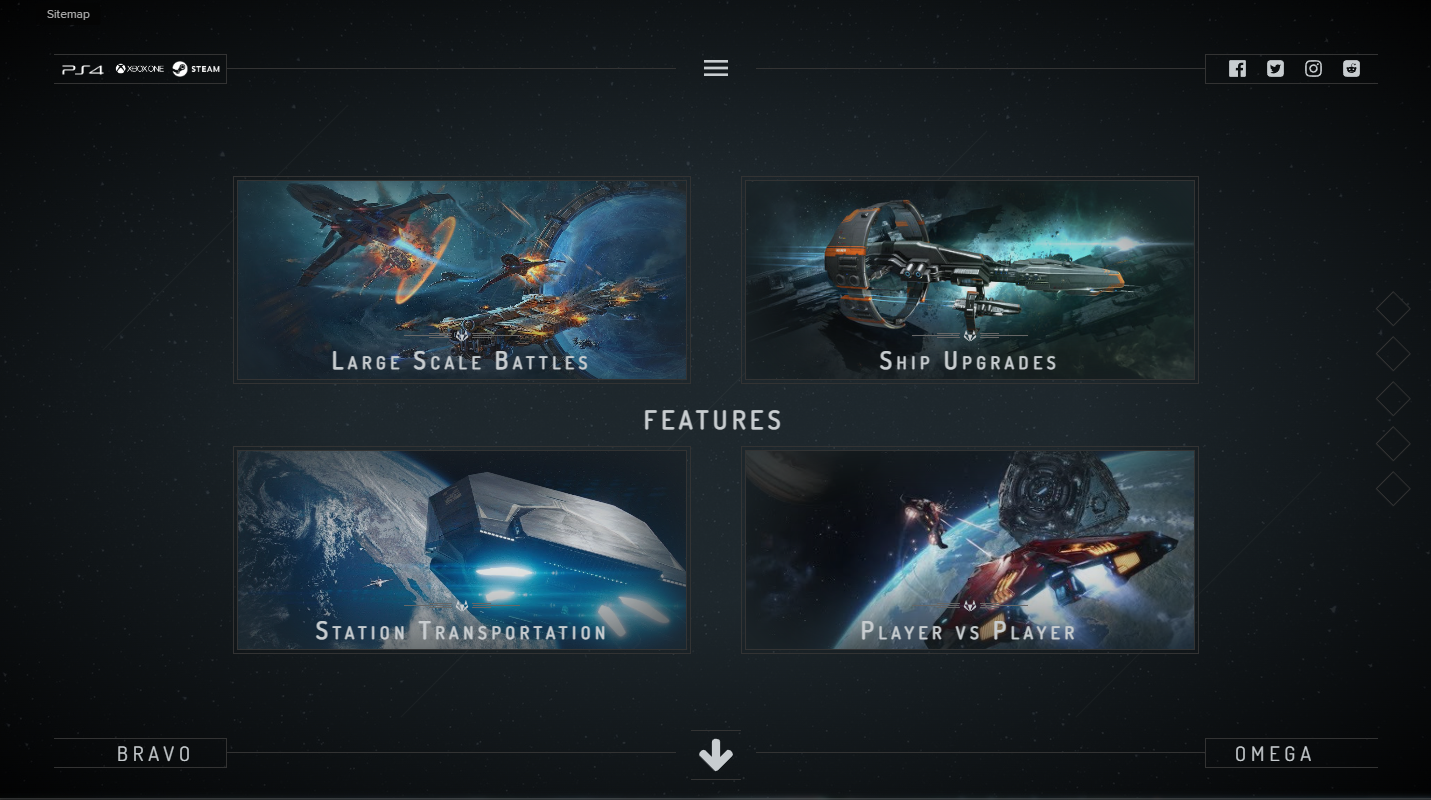 Sitemap
PS4 XBOX ONE STEAM
Large Scale Battles
Ship Upgrades
FEATURES
Station Transportation
Player vs Player
BRAVO
OMEGA